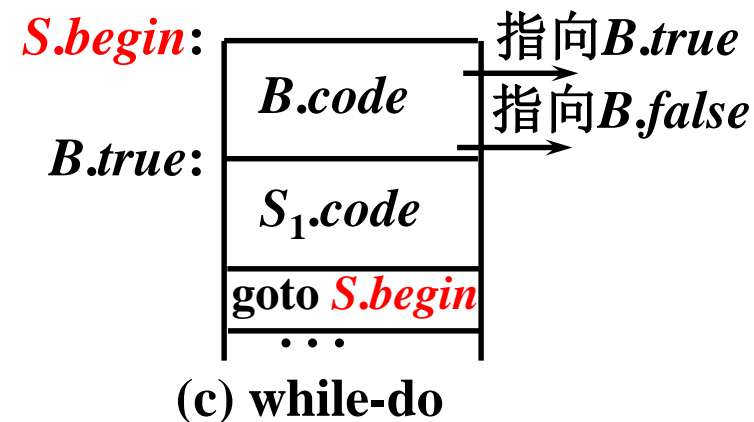 S.begin:
指向B.true
B.code
指向B.false
B.true:
S₁.code
goto S.begin
...
(c) while-do